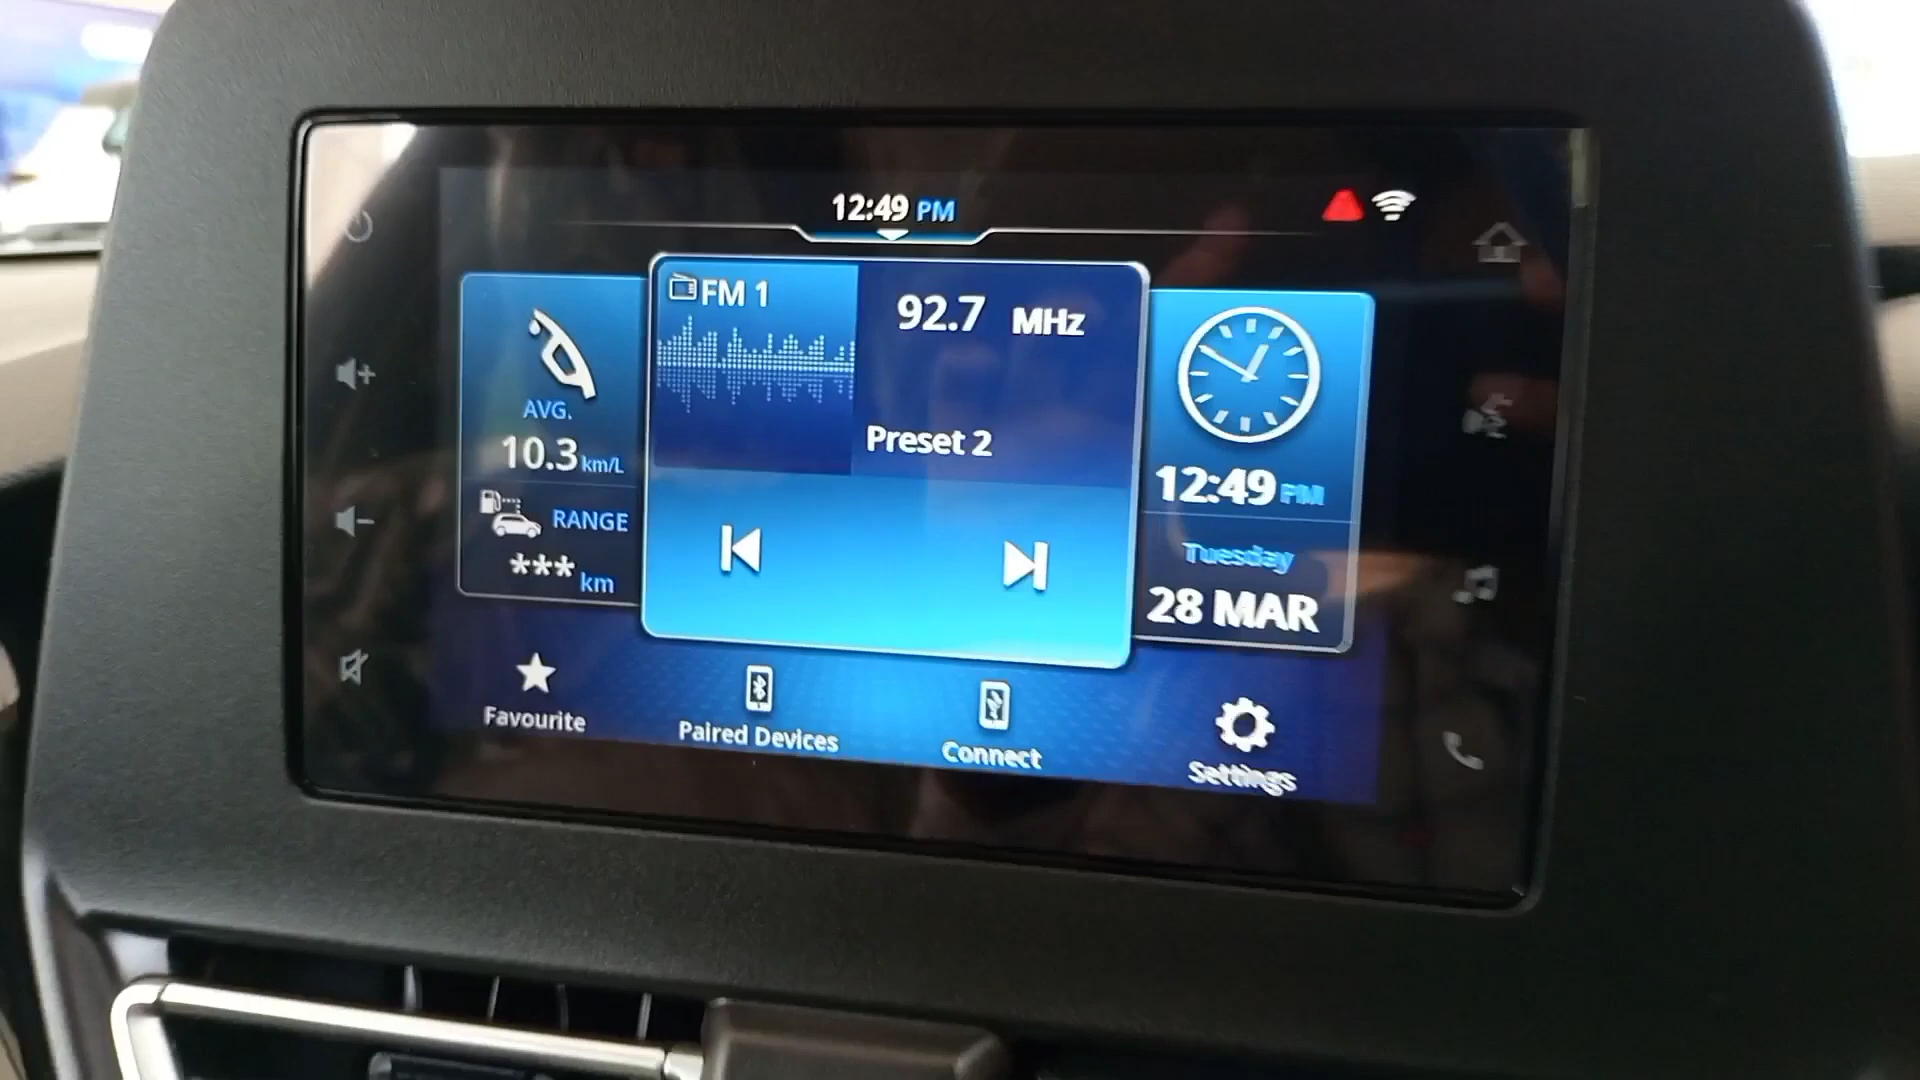 12:49 PM
FM 1
92.7 MHz
Preset 2
AVG.
10.3 km/L
RANGE
*** km
12:49 PM
Tuesday
28 MAR
Favourite
Paired Devices
Connect
Settings